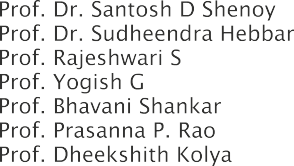 Prof. Dr. Santosh D Shenoy
Prof. Dr. Sudheendra Hebbar
Prof. Rajeshwari S
Prof. Yogish G
Prof. Bhavani Shankar
Prof. Prasanna P. Rao
Prof. Dheekshith Kolya